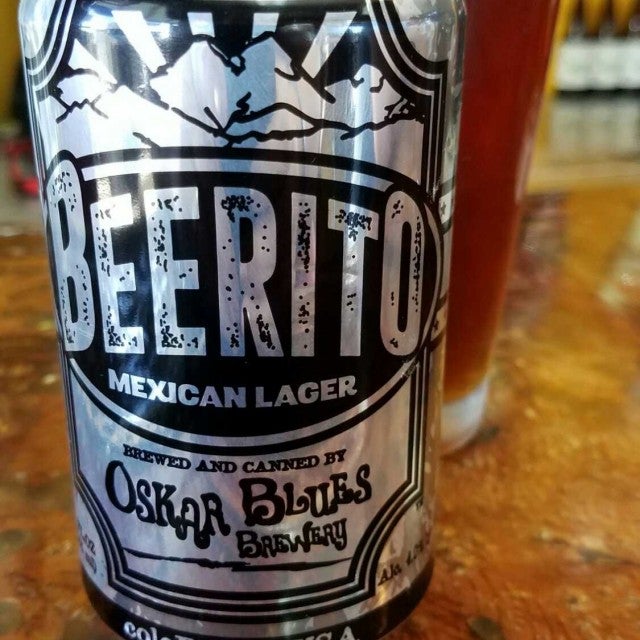 BEERITO
MEXICAN LAGER
BREWED AND CANNED BY
OSKAR BLUES
BREWERY